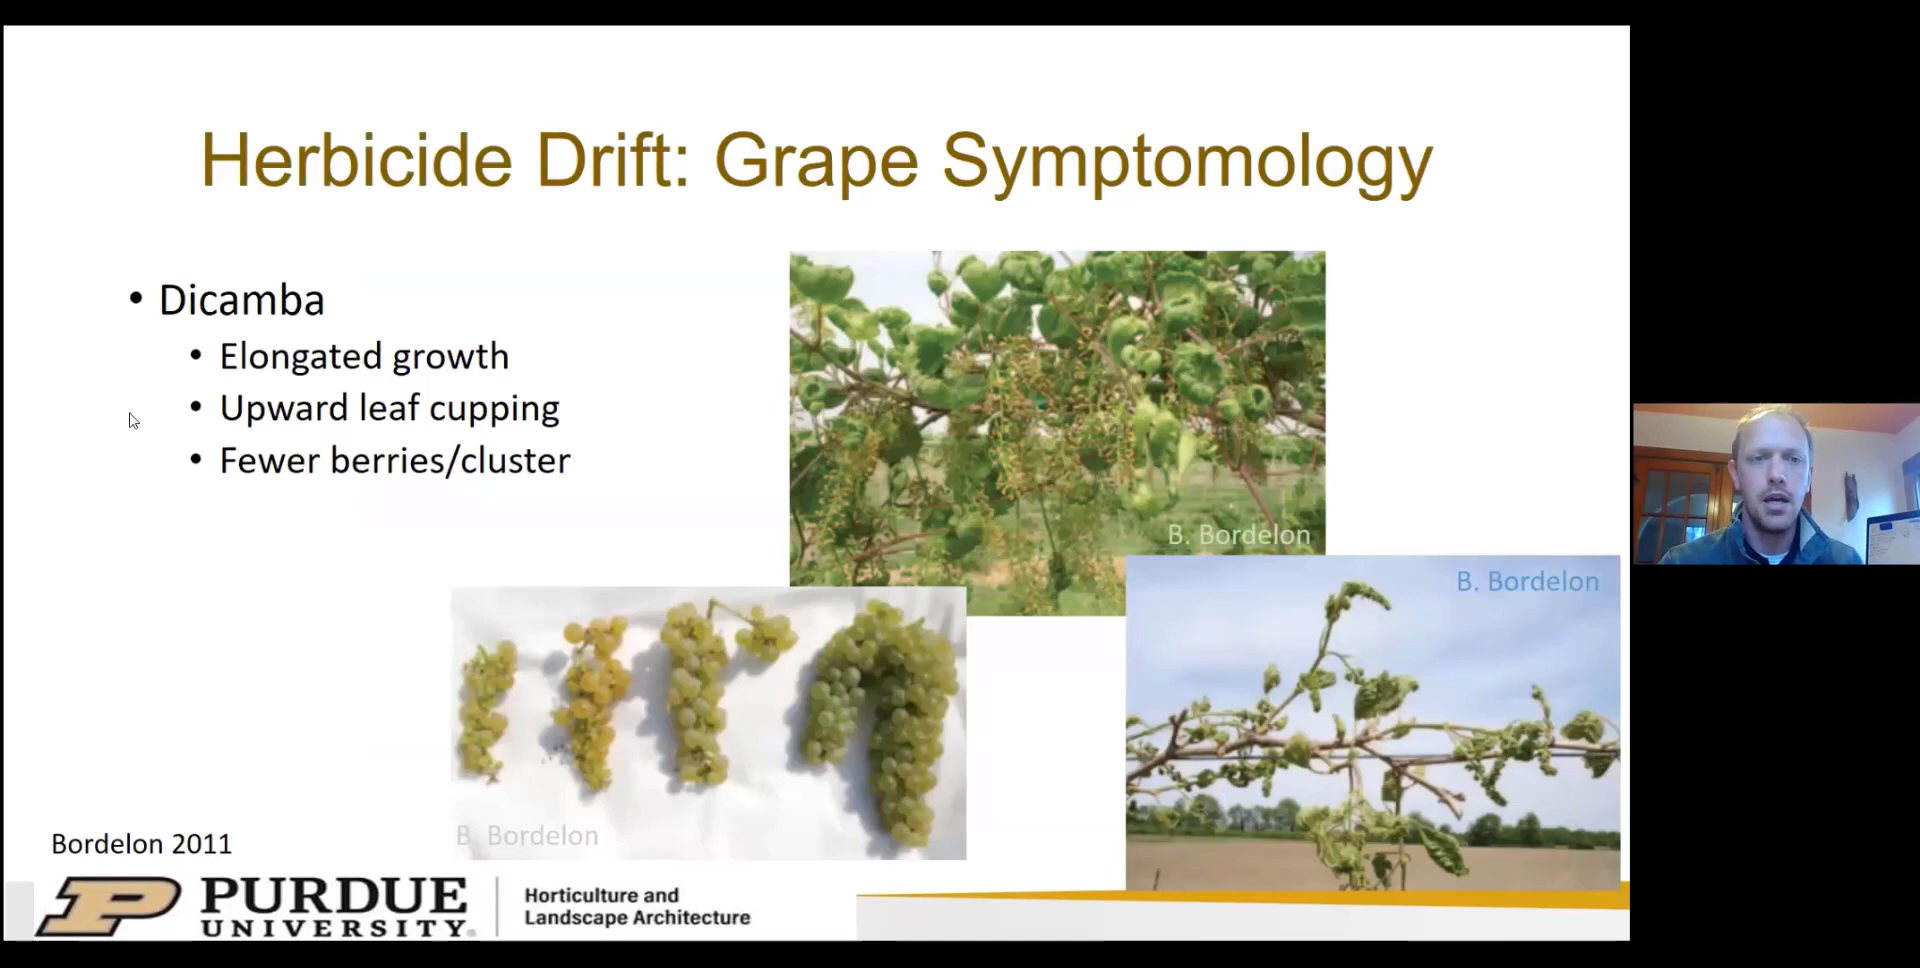 Herbicide Drift: Grape Symptomology
• Dicamba
• Elongated growth
• Upward leaf cupping
• Fewer berries/cluster
B. Bordelon
B. Bordelon
B. Bordelon
Bordelon 2011
PURDUE
UNIVERSITY®
Horticulture and
Landscape Architecture